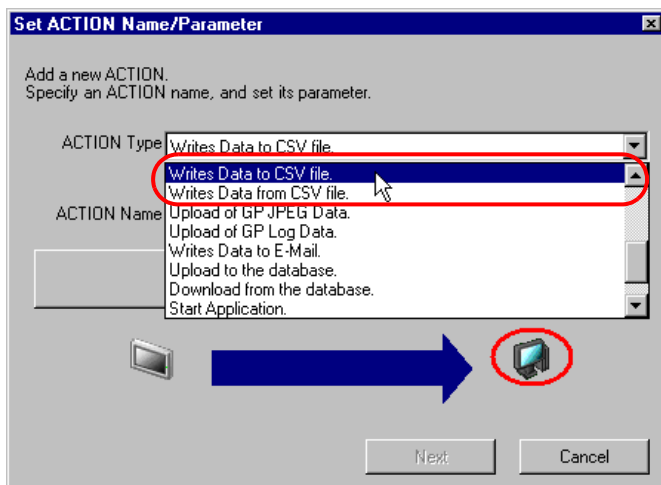 Set ACTION Name/Parameter
Add a new ACTION.
Specify an ACTION name, and set its parameter.
ACTION Type
Writes Data to CSV file.
Writes Data to CSV file.
Writes Data from CSV file.
ACTION Name
Upload of GP JPEG Data.
Upload of GP Log Data.
Writes Data to E-Mail.
Upload to the database.
Download from the database.
Start Application.
Next
Cancel